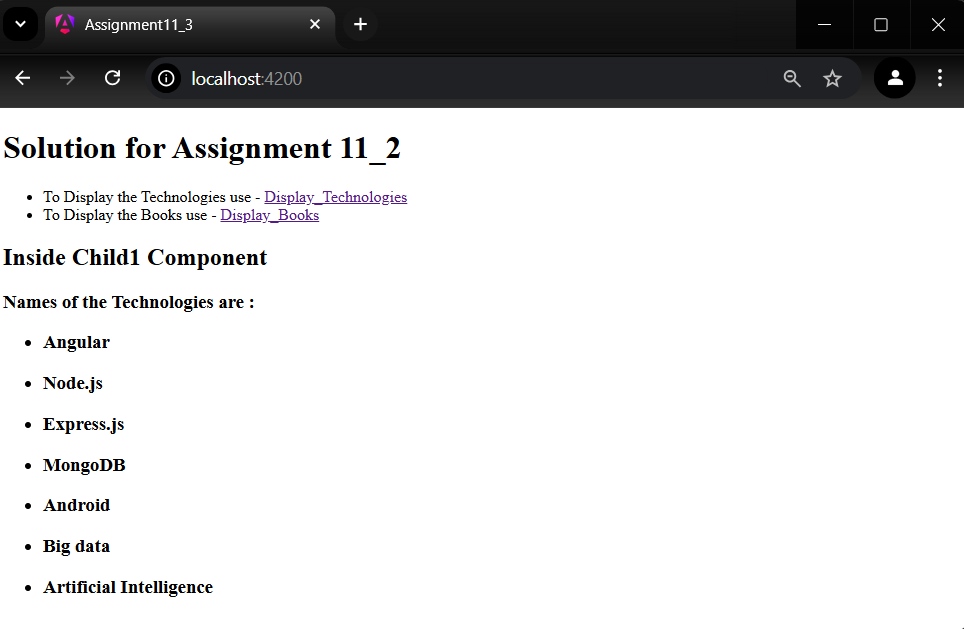 Assignment11_3
localhost:4200
Solution for Assignment 11_2
To Display the Technologies use - Display_Technologies
To Display the Books use - Display_Books
Inside Child1 Component
Names of the Technologies are :
Angular
Node.js
Express.js
MongoDB
Android
Big data
Artificial Intelligence